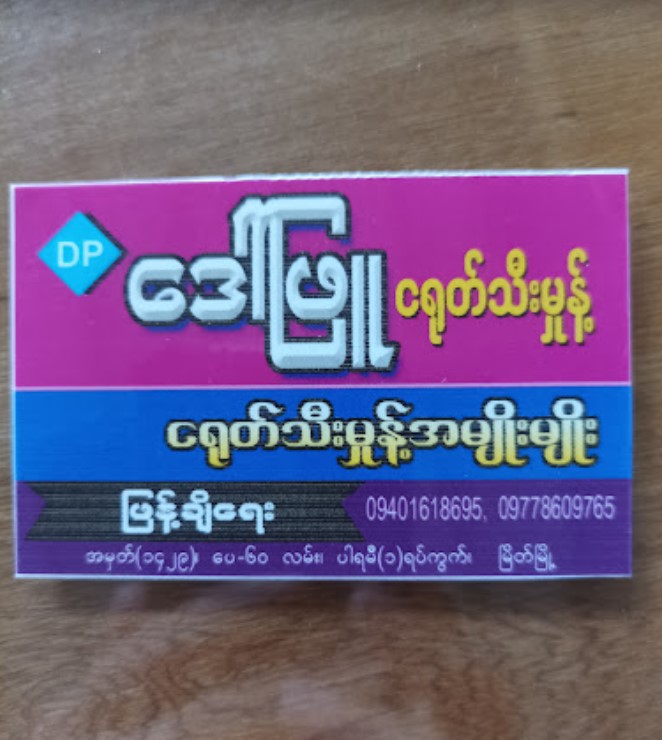 DP
ဒေါ်ဖြူ ငရုတ်သီးမှုန့်
ငရုတ်သီးမှုန့်အမျိုးမျိုး
ဖြန့်ချိရေး 09401618695, 09778609765
အမှတ်(၁၄၂၉)၊ ပေ-၆၀ လမ်း၊ ပါရမီ(၁)ရပ်ကွက်၊ မြိတ်မြို့